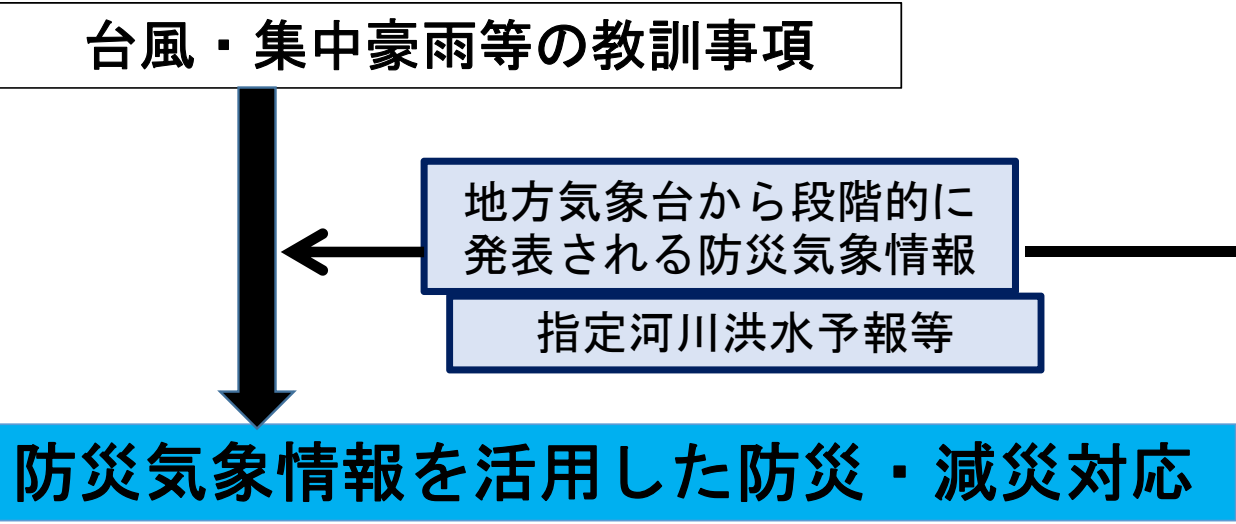 台風・集中豪雨等の教訓事項
地方気象台から段階的に
発表される防災気象情報
指定河川洪水予報等
防災気象情報を活用した防災・減災対応